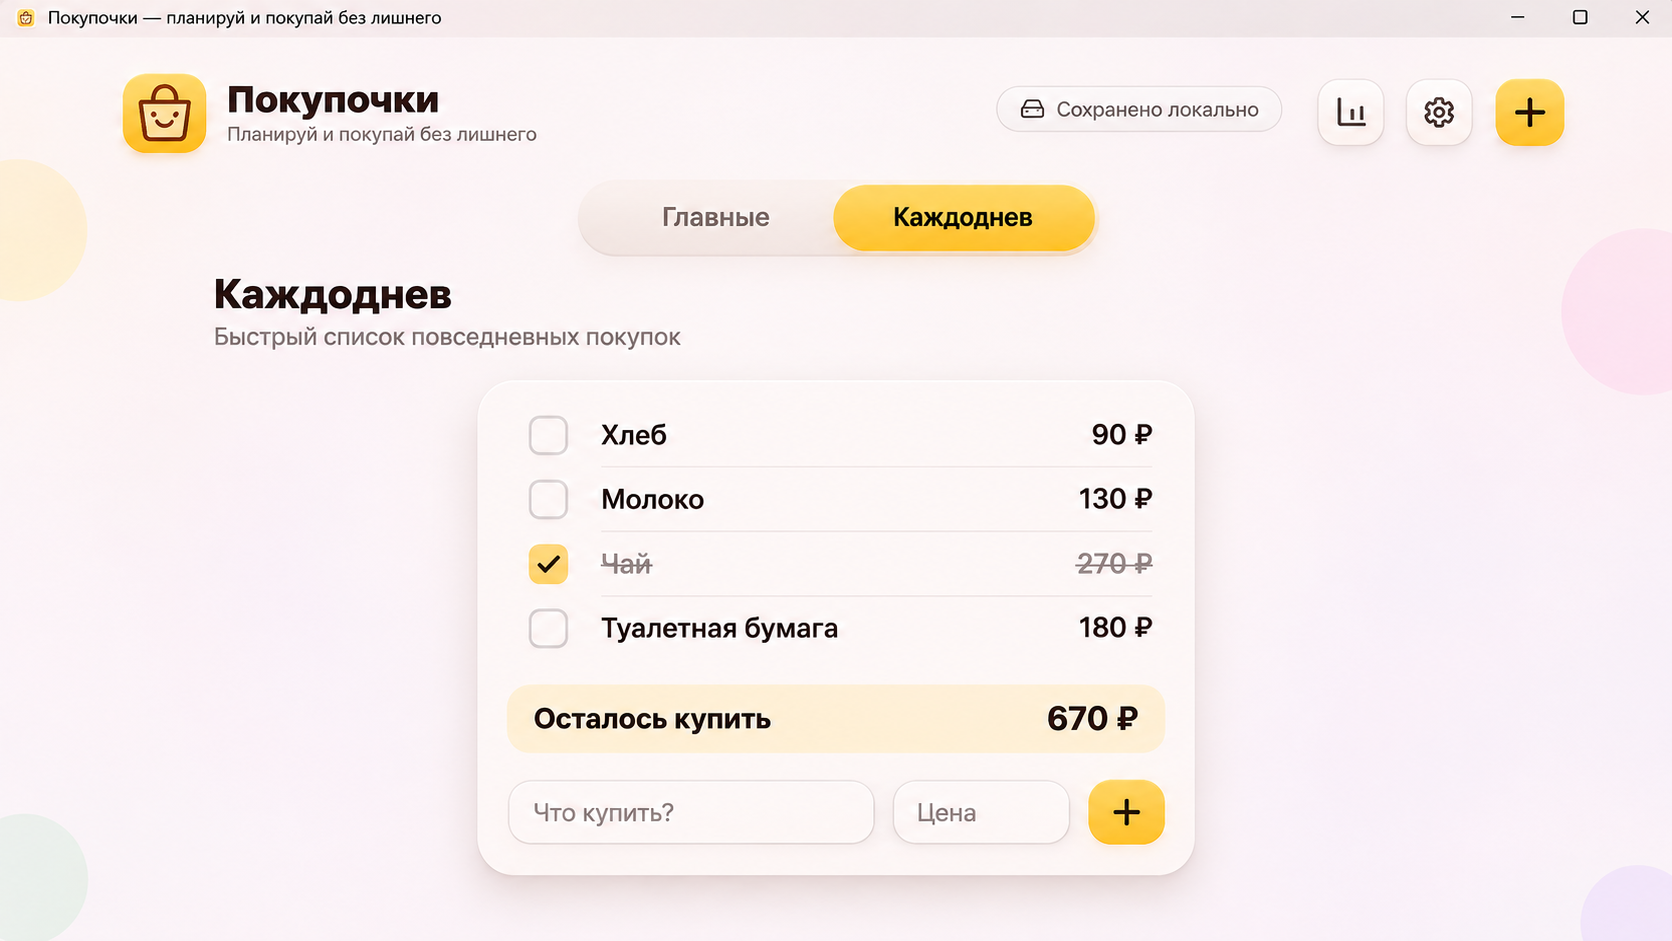 Покупочки — планируй и покупай без лишнего
Покупочки
Планируй и покупай без лишнего
Сохранено локально
Главные
Каждоднев
Каждоднев
Быстрый список повседневных покупок
Хлеб 90 ₽
Молоко 130 ₽
Чай 270 ₽
Туалетная бумага 180 ₽
Осталось купить 670 ₽
Что купить? Цена